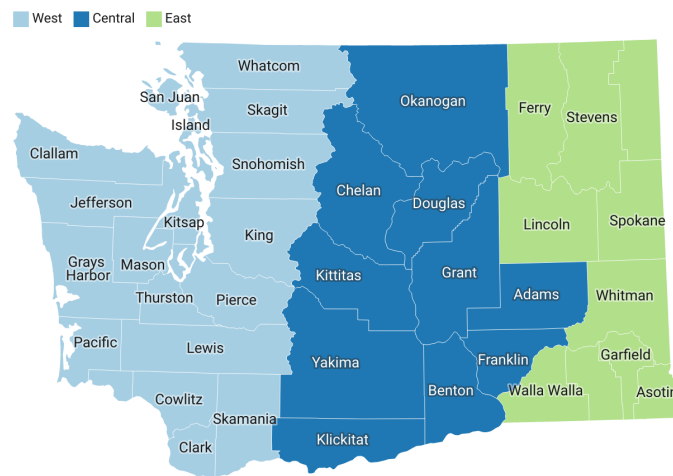 West Central East
Whatcom
San Juan
Skagit
Okanogan
Ferry
Stevens
Island
Clallam
Snohomish
Chelan
Douglas
Jefferson
Kitsap
Lincoln
Spokane
King
Grays
Harbor
Mason
Kittitas
Grant
Thurston
Pierce
Adams
Whitman
Pacific
Lewis
Yakima
Franklin
Garfield
Benton
Walla Walla
Asotin
Cowlitz
Skamania
Clark
Klickitat